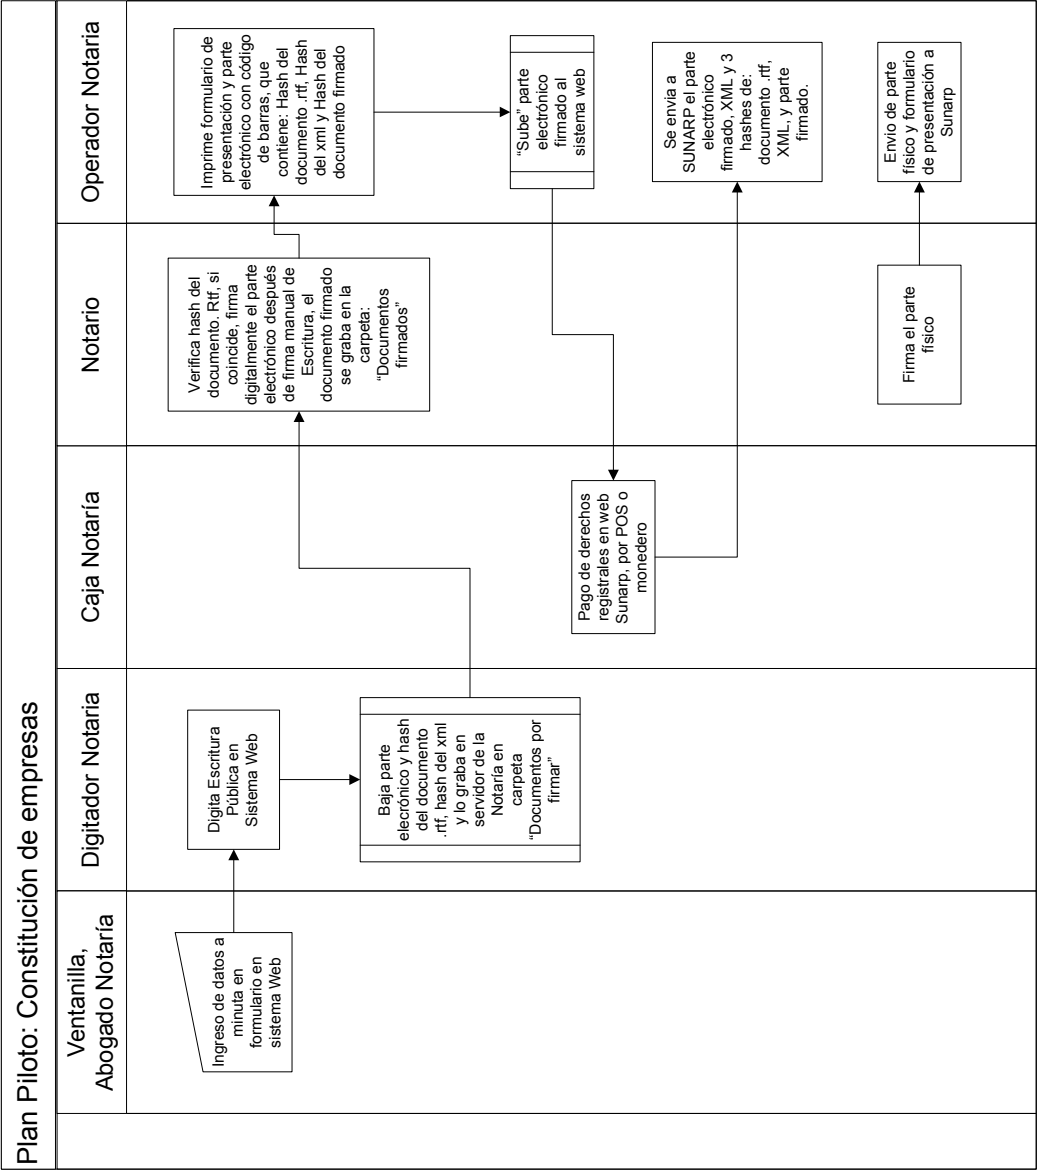 Plan Piloto: Constitución de empresas
Ventanilla,
Abogado Notaría
Digitador Notaria
Caja Notaría
Notario
Operador Notaria
Ingreso de datos a
minuta en
formulario en
sistema Web
Digita Escritura
Pública en
Sistema Web
Baja parte
elecrónico y hash
del documento
.rtf, hash del xml
y lo graba en
servidor de la
Notaría en
carpeta
“Documentos por
firmar”
Verifica hash del
documento. Rtf, si
coincide, firma
digitalmente el parte
electrónico después
de firma manual de
Escritura, el
documento firmado
se graba en la
carpeta:
“Documentos
firmados”
Imprime formulario de
presentación y parte
electrónico con código
de barras, que
contiene: Hash del
documento .rtf, Hash
del xml y Hash del
documento firmado
“Sube” parte
electrónico
firmado al
sistema web
Pago de derechos
registrales en web
Sunarp, por POS o
monedero
Se envia a
SUNARP el parte
electrónico
firmado, XML y 3
hashes de:
documento .rtf,
XML, y parte
firmado.
Firma el parte
físico
Envio de parte
físico y formulario
de presentación a
Sunarp